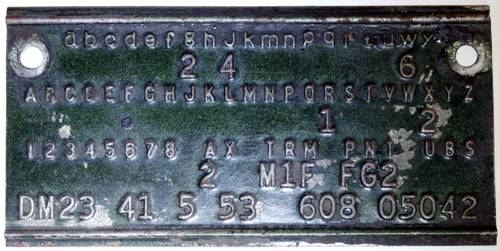 abcdefghJkmnpqrtuwy
2 4 6
ABCDEFGHJKLMNPQRSTVWXYZ
1 2
12345678 AX TRM PNT UBS
2 M1F FG2
DM23 41 5 53 608 05042